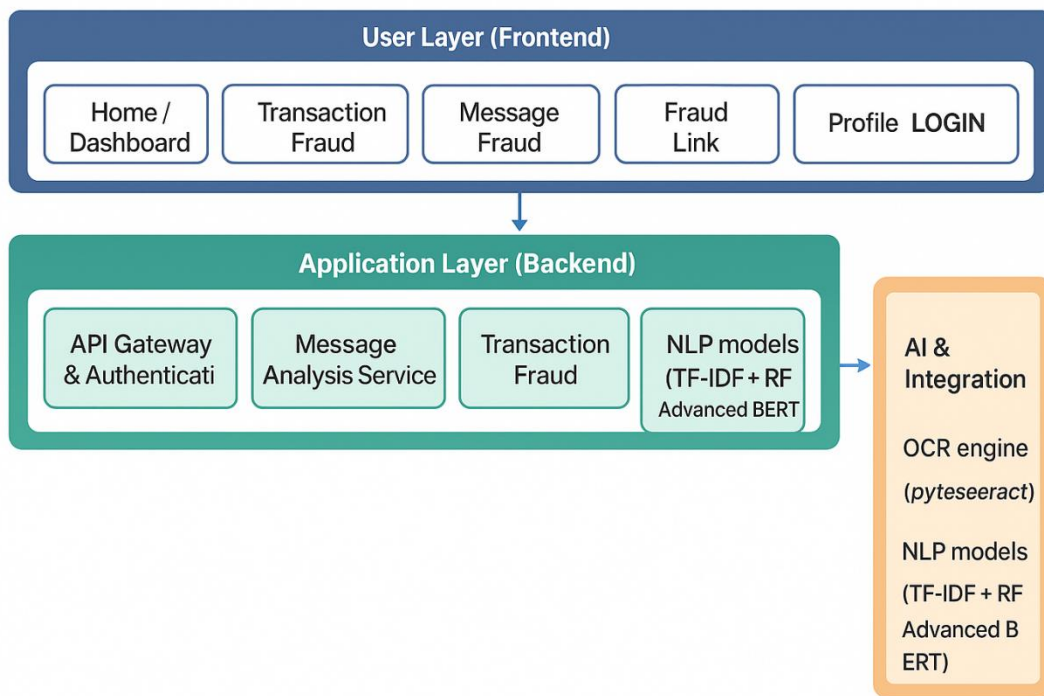 User Layer (Frontend)
Home /
Dashboard
Transaction
Fraud
Message
Fraud
Fraud
Link
Profile LOGIN
Application Layer (Backend)
API Gateway
& Authenticati
Message
Analysis Service
Transaction
Fraud
NLP models
(TF-IDF + RF
Advanced BERT
AI &
Integration
OCR engine
(pyteseeract)
NLP models
(TF-IDF + RF
Advanced B
ERT)